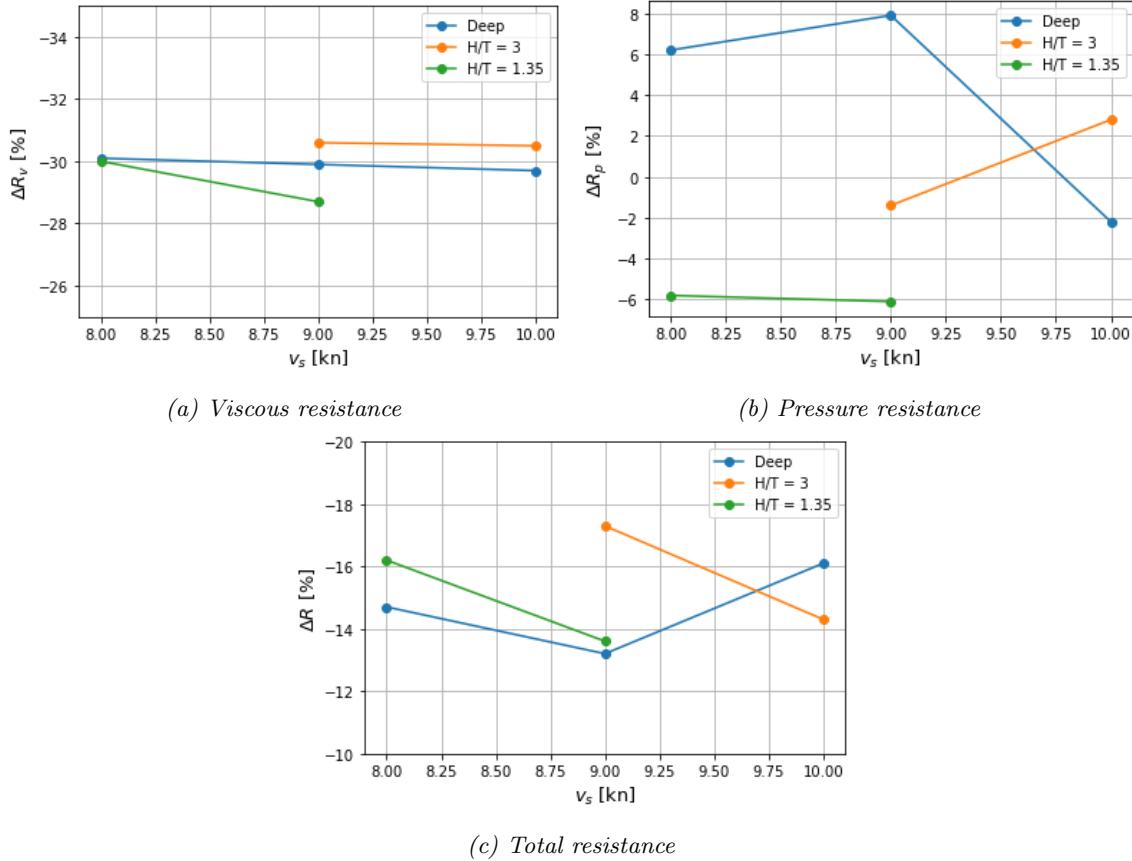 −34
−32
−30
−28
−26
ΔR_v [%]
Deep
H/T = 3
H/T = 1.35
8.00 8.25 8.50 8.75 9.00 9.25 9.50 9.75 10.00
v_s [kn]
(a) Viscous resistance
8
6
4
2
0
−2
−4
−6
ΔR_p [%]
Deep
H/T = 3
H/T = 1.35
8.00 8.25 8.50 8.75 9.00 9.25 9.50 9.75 10.00
v_s [kn]
(b) Pressure resistance
−20
−18
−16
−14
−12
−10
ΔR [%]
Deep
H/T = 3
H/T = 1.35
8.00 8.25 8.50 8.75 9.00 9.25 9.50 9.75 10.00
v_s [kn]
(c) Total resistance